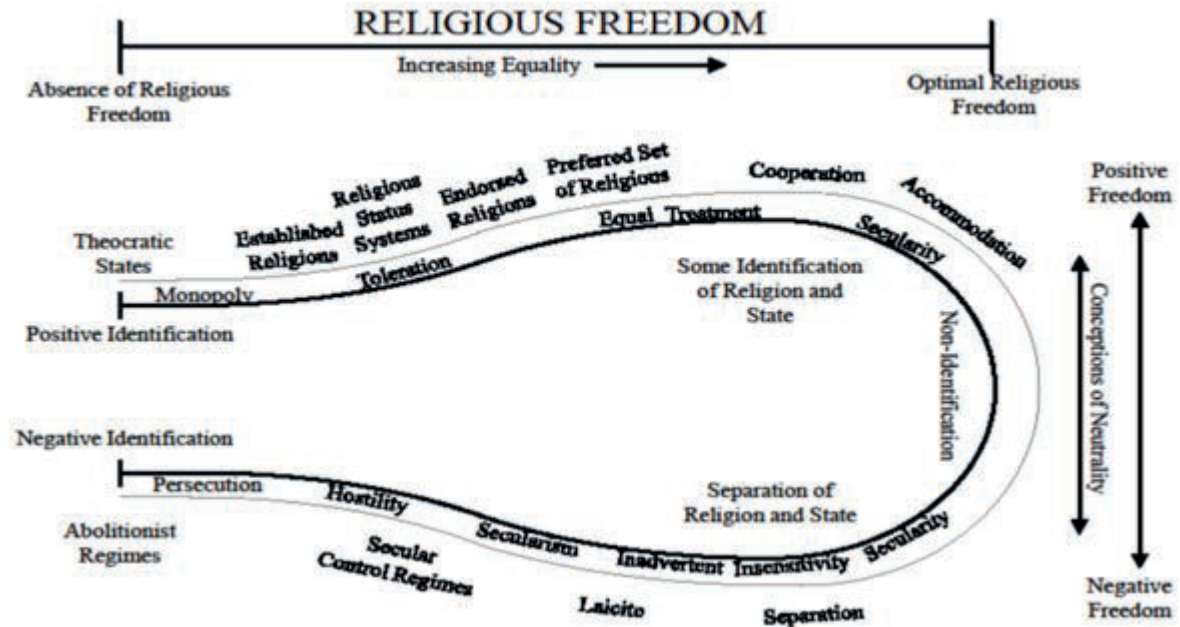 RELIGIOUS FREEDOM
Increasing Equality
Absence of Religious
Freedom
Optimal Religious
Freedom
Theocratic
States
Established
Religions
Religious
Status
Systems
Endorsed
Religions
Preferred Set
of Religious
Cooperation
Accommodation
Positive
Freedom
Monopoly
Toleration
Equal Treatment
Secularity
Positive Identification
Some Identification
of Religion and
State
Non-Identification
Conceptions of Neutrality
Negative Identification
Persecution
Hostility
Secularism
Inadvertent Insensitivity
Secularity
Separation of
Religion and State
Abolitionist
Regimes
Secular
Control Regimes
Laicito
Separation
Negative
Freedom